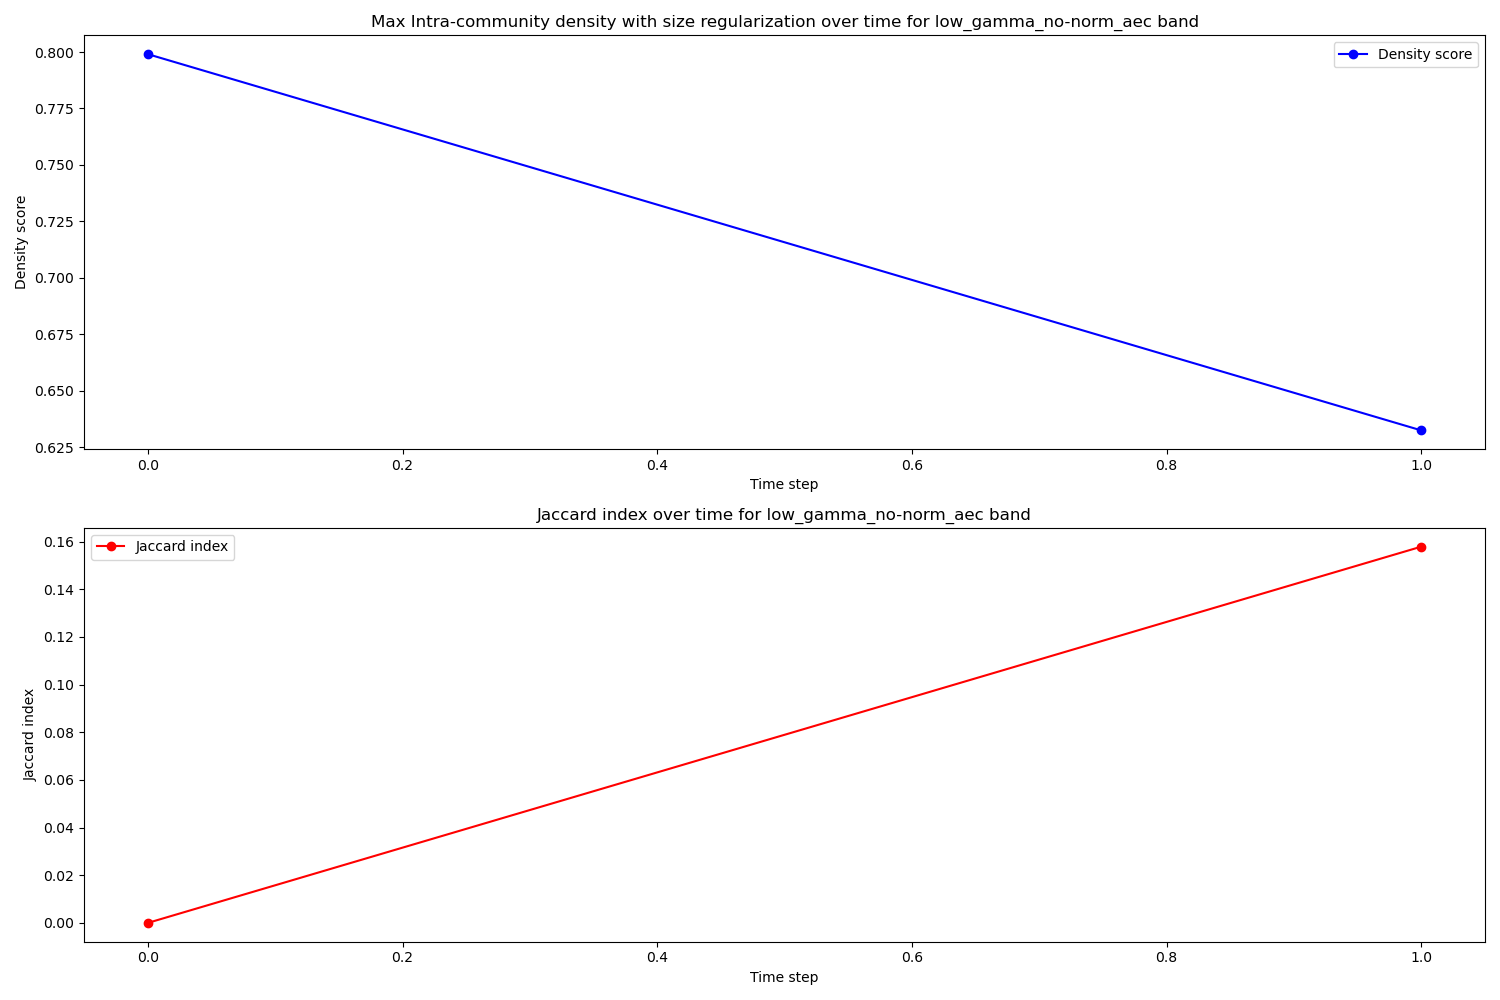 Max Intra-community density with size regularization over time for low_gamma_no-norm_aec band
Density score
0.800
0.775
0.750
0.725
0.700
0.675
0.650
0.625
Density score
0.0 0.2 0.4 0.6 0.8 1.0
Time step
Jaccard index over time for low_gamma_no-norm_aec band
Jaccard index
0.16
0.14
0.12
0.10
0.08
0.06
0.04
0.02
0.00
Jaccard index
0.0 0.2 0.4 0.6 0.8 1.0
Time step